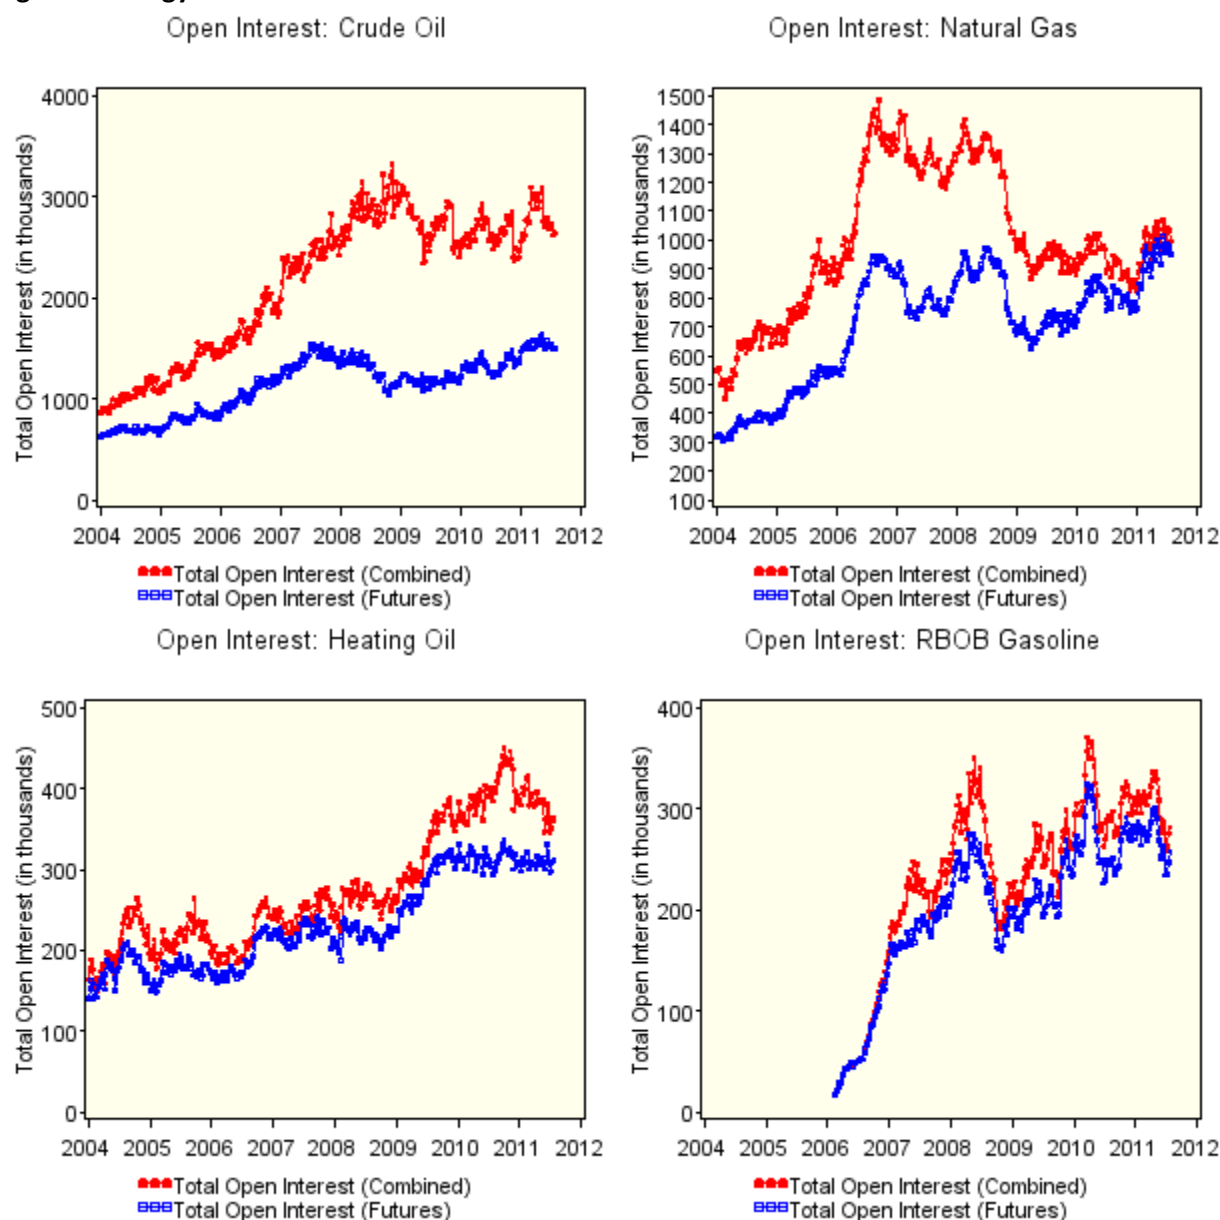 Open Interest: Crude Oil
Total Open Interest (in thousands)
4000
3000
2000
1000
0
2004 2005 2006 2007 2008 2009 2010 2011 2012
Total Open Interest (Combined)
Total Open Interest (Futures)
Open Interest: Natural Gas
Total Open Interest (in thousands)
1500
1400
1300
1200
1100
1000
900
800
700
600
500
400
300
200
100
2004 2005 2006 2007 2008 2009 2010 2011 2012
Total Open Interest (Combined)
Total Open Interest (Futures)
Open Interest: Heating Oil
Total Open Interest (in thousands)
500
400
300
200
100
0
2004 2005 2006 2007 2008 2009 2010 2011 2012
Total Open Interest (Combined)
Total Open Interest (Futures)
Open Interest: RBOB Gasoline
Total Open Interest (in thousands)
400
300
200
100
0
2004 2005 2006 2007 2008 2009 2010 2011 2012
Total Open Interest (Combined)
Total Open Interest (Futures)